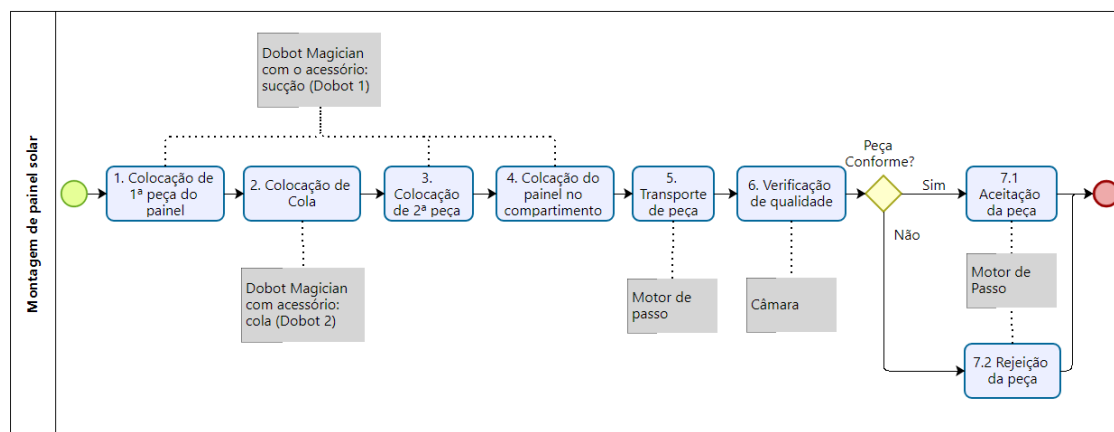 Montagem de painel solar
Dobot Magician
com o acessório:
sucção (Dobot 1)
1. Colocação de
1ª peça do
painel
2. Colocação de
Cola
3.
Colocação
de 2ª peça
4. Colcação do
painel no
compartimento
5.
Transporte
de peça
6. Verificação
de qualidade
Peça
Conforme?
Sim
Não
7.1
Aceitação
da peça
Dobot Magician
com acessório:
cola (Dobot 2)
Motor de
passo
Câmara
Motor de
Passo
7.2 Rejeição
da peça